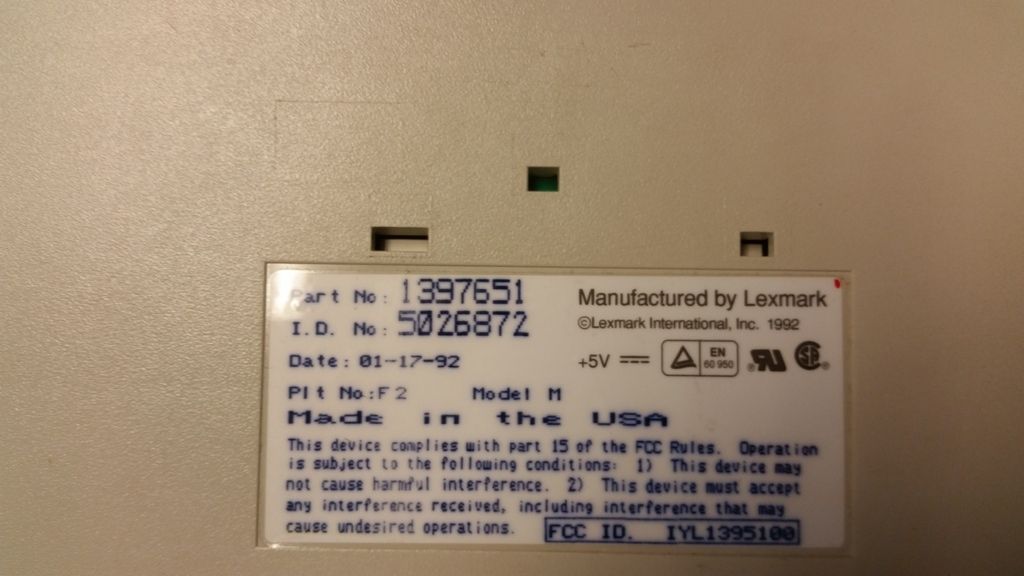 Part No: 1397651
I.D. No: 5026872
Date: 01-17-92
Plt No:F2 Model M
Made in the USA
Manufactured by Lexmark
©Lexmark International, Inc. 1992
+5V
EN
60 950
This device complies with part 15 of the FCC Rules. Operation
is subject to the following conditions: 1) This device may
not cause harmful interference. 2) This device must accept
any interference received, including interference that may
cause undesired operations.
FCC ID. IYL1395100